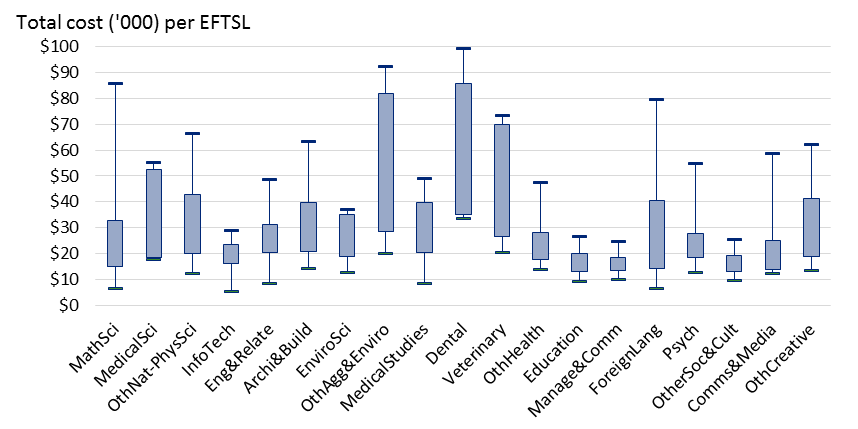 Total cost ('000) per EFTSL
$100
$90
$80
$70
$60
$50
$40
$30
$20
$10
$0
MathSci
MedicalSci
OthNat-PhysSci
InfoTech
Eng&Relate
Archi&Build
EnviroSci
OthAgg&Enviro
MedicalStudies
Dental
Veterinary
OthHealth
Education
Manage&Comm
ForeignLang
Psych
OtherSoc&Cult
Comms&Media
OthCreative